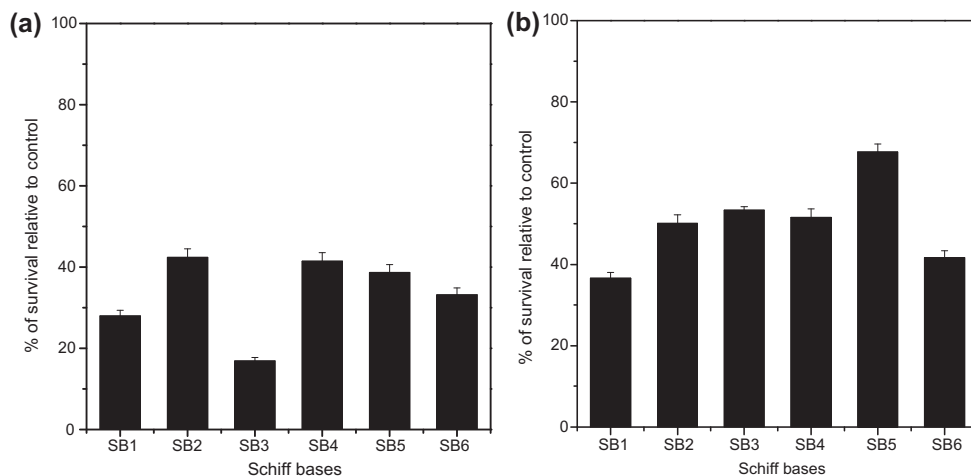 (a)
% of survival relative to control
100
80
60
40
20
0
SB1 SB2 SB3 SB4 SB5 SB6
Schiff bases
(b)
% of survival relative to control
100
80
60
40
20
0
SB1 SB2 SB3 SB4 SB5 SB6
Schiff bases